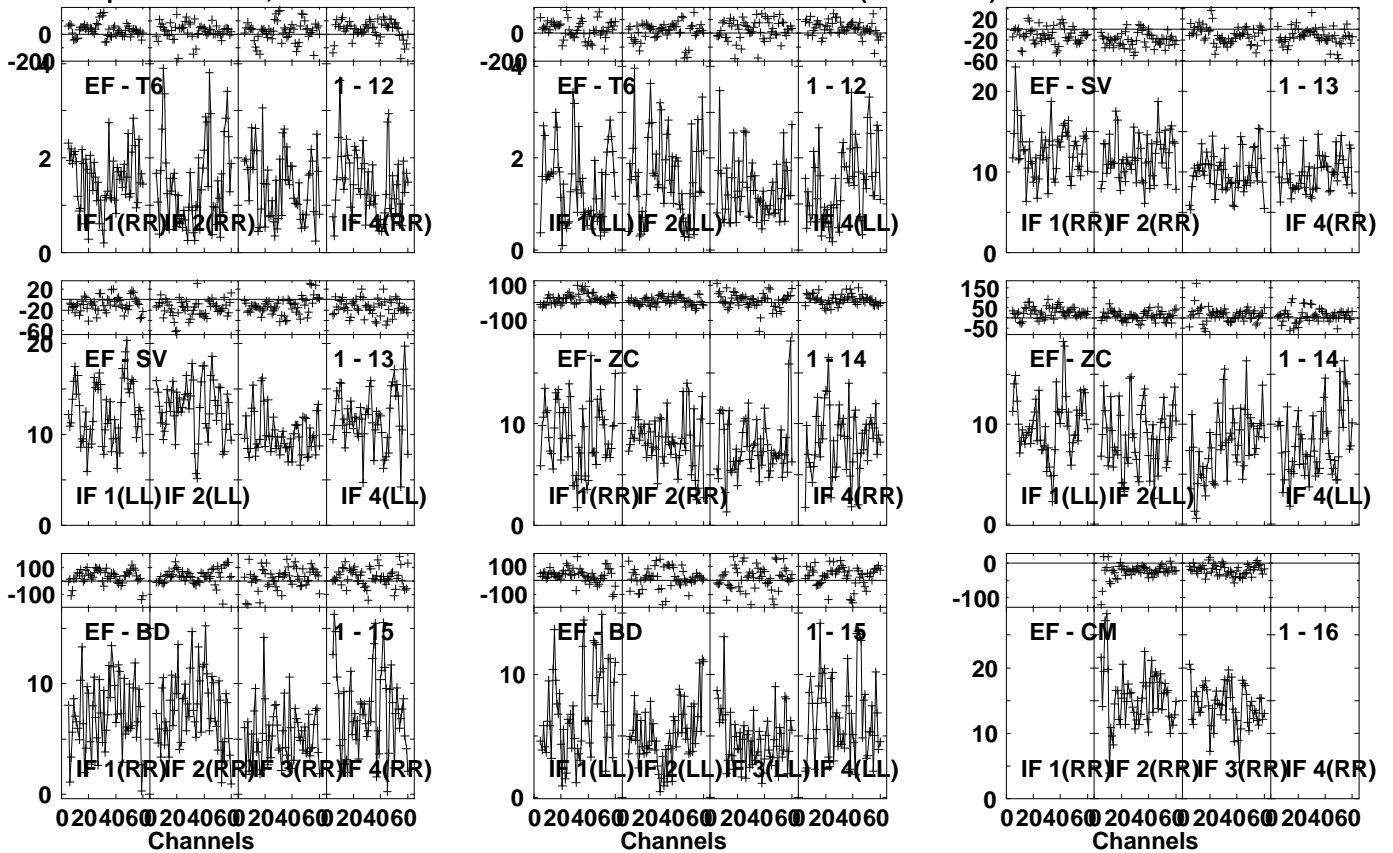 0
-200
EF - T6
1 - 12
4
2
0
IF 1(RR)
IF 2(RR)
IF 4(RR)
0
-200
EF - T6
1 - 12
4
2
0
IF 1(LL)
IF 2(LL)
IF 4(LL)
20
-20
-60
EF - SV
1 - 13
20
10
0
IF 1(RR)
IF 2(RR)
IF 4(RR)
20
-20
-60
EF - SV
1 - 13
20
10
0
IF 1(LL)
IF 2(LL)
IF 4(LL)
100
-100
EF - ZC
1 - 14
10
0
IF 1(RR)
IF 2(RR)
IF 4(RR)
150
50
-50
EF - ZC
1 - 14
10
0
IF 1(LL)
IF 2(LL)
IF 4(LL)
100
-100
EF - BD
1 - 15
10
0
IF 1(RR)
IF 2(RR)
IF 3(RR)
IF 4(RR)
0 20 40 60 0 20 40 60 0 20 40 60 0 20 40 60
Channels
100
-100
EF - BD
1 - 15
10
0
IF 1(LL)
IF 2(LL)
IF 3(LL)
IF 4(LL)
0 20 40 60 0 20 40 60 0 20 40 60 0 20 40 60
Channels
0
-100
EF - CM
1 - 16
20
10
0
IF 1(RR)
IF 2(RR)
IF 3(RR)
IF 4(RR)
0 20 40 60 0 20 40 60 0 20 40 60 0 20 40 60
Channels